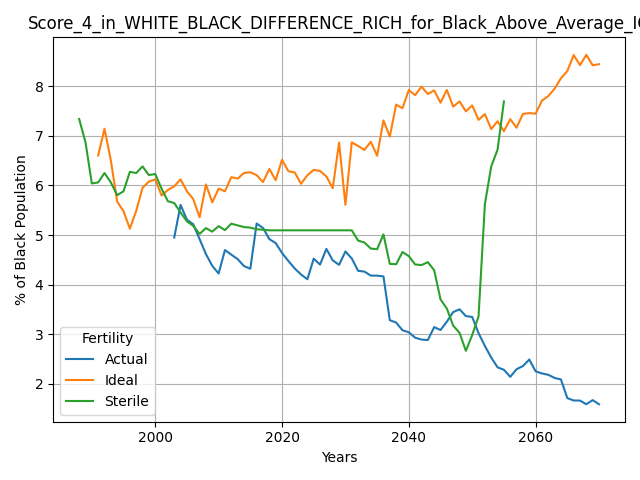 Score_4_in_WHITE_BLACK_DIFFERENCE_RICH_for_Black_Above_Average_
% of Black Population
8
7
6
5
4
3
2
Fertility
Actual
Ideal
Sterile
2000
2020
2040
2060
Years